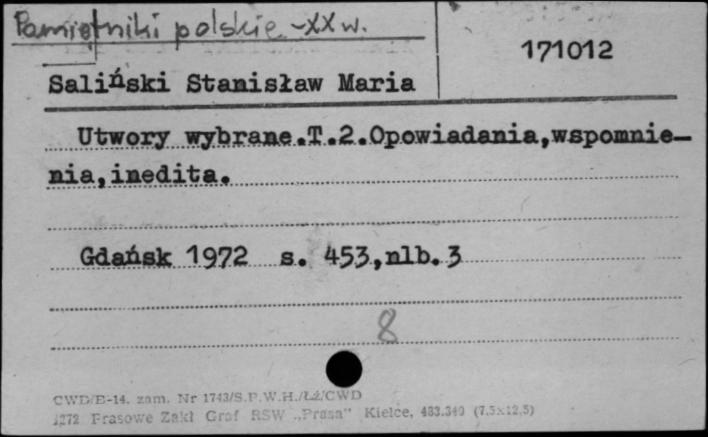 Pamiętniki polskie -XX w.
171012
Saliński Stanisław Maria
Utwory wybrane.T.2.Opowiadania,wspomnie-
nia,inedita.
Gdańsk 1972 s. 453,nlb.3
8
CWD/E-14. zam. Nr 1743/S.P.W.H./Łż/CWD
1272 Prasowe Zakł Graf RSW „Prasa" Kielce, 483.340 (7,5x12,5)